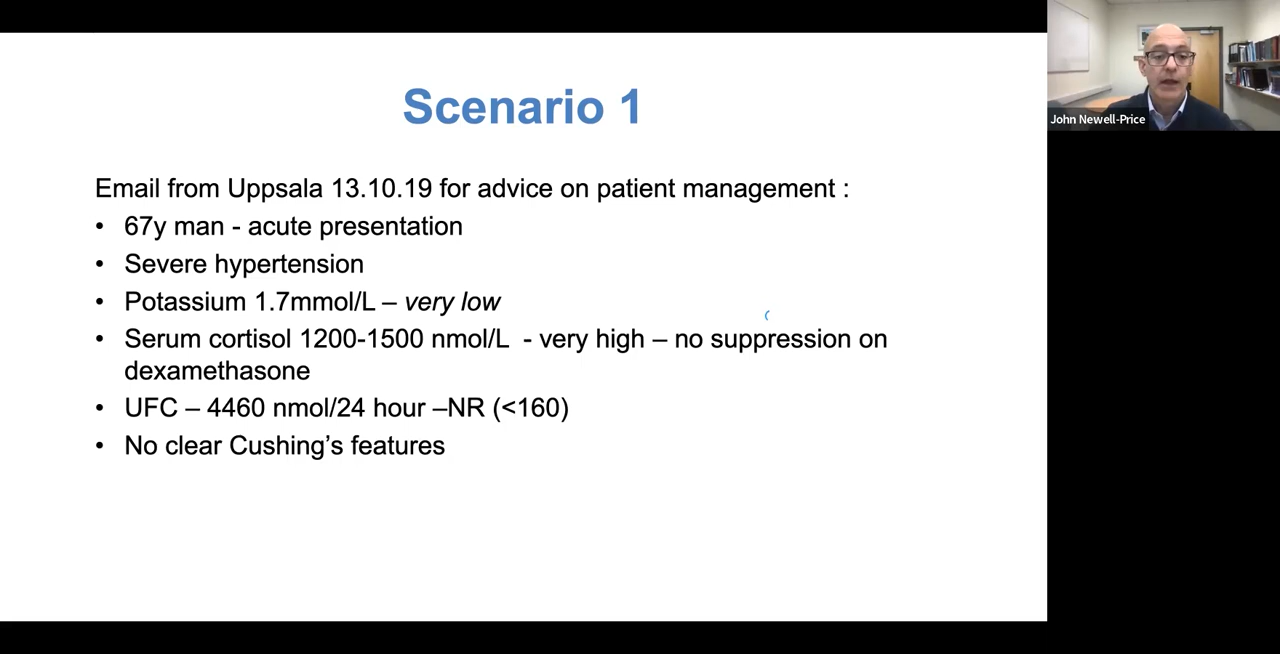 Scenario 1
Email from Uppsala 13.10.19 for advice on patient management :
• 67y man - acute presentation
• Severe hypertension
• Potassium 1.7mmol/L – very low
• Serum cortisol 1200-1500 nmol/L - very high – no suppression on
dexamethasone
• UFC – 4460 nmol/24 hour –NR (<160)
• No clear Cushing’s features
John Newell-Price